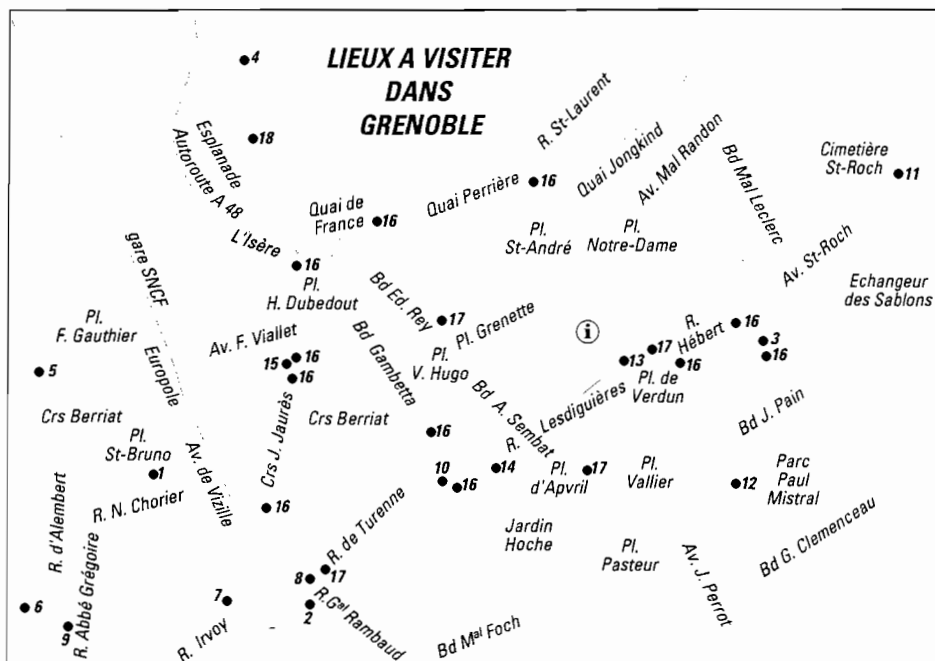 LIEUX A VISITER
DANS
GRENOBLE
4
18
Esplanade
Autoroute A 48
L'Isère
Quai de
France
16
Quai Perrière
16
R. St-Laurent
Quai Jongkind
Av. Mal Randon
Bd Mal Leclerc
Cimetière
St-Roch
11
Pl.
St-André
Pl.
Notre-Dame
Av. St-Roch
Echangeur
des Sablons
gare SNCF
Europole
16
Pl.
H. Dubedout
Bd Ed. Rey
17
Pl. Grenette
i
R.
Hébert
16
3
16
Pl.
F. Gauthier
5
Av. F. Viallet
15
16
16
Bd Gambetta
Pl.
V. Hugo
13
17
16
Pl. de
Verdun
Crs Berriat
Pl.
St-Bruno
1
Crs J. Jaurès
Crs Berriat
16
Bd A. Sembat
R. Lesdiguières
Bd J. Pain
R. N. Chorier
Av. de Vizille
16
10
16
14
Pl.
d'Apvril
17
Pl.
Vallier
12
Parc
Paul
Mistral
R. d'Alembert
R. Abbé Grégoire
R. de Turenne
Jardin
Hoche
Pl.
Pasteur
Av. J. Perrot
Bd G. Clemenceau
6
9
7
R. Irvoy
8
17
2
R. Gal Rambaud
Bd Mal Foch